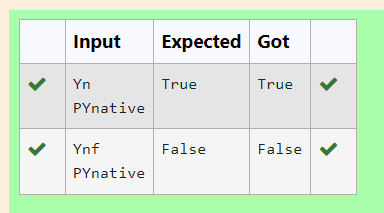 Input Expected Got
Yn True True
PYnative
Ynf False False
PYnative